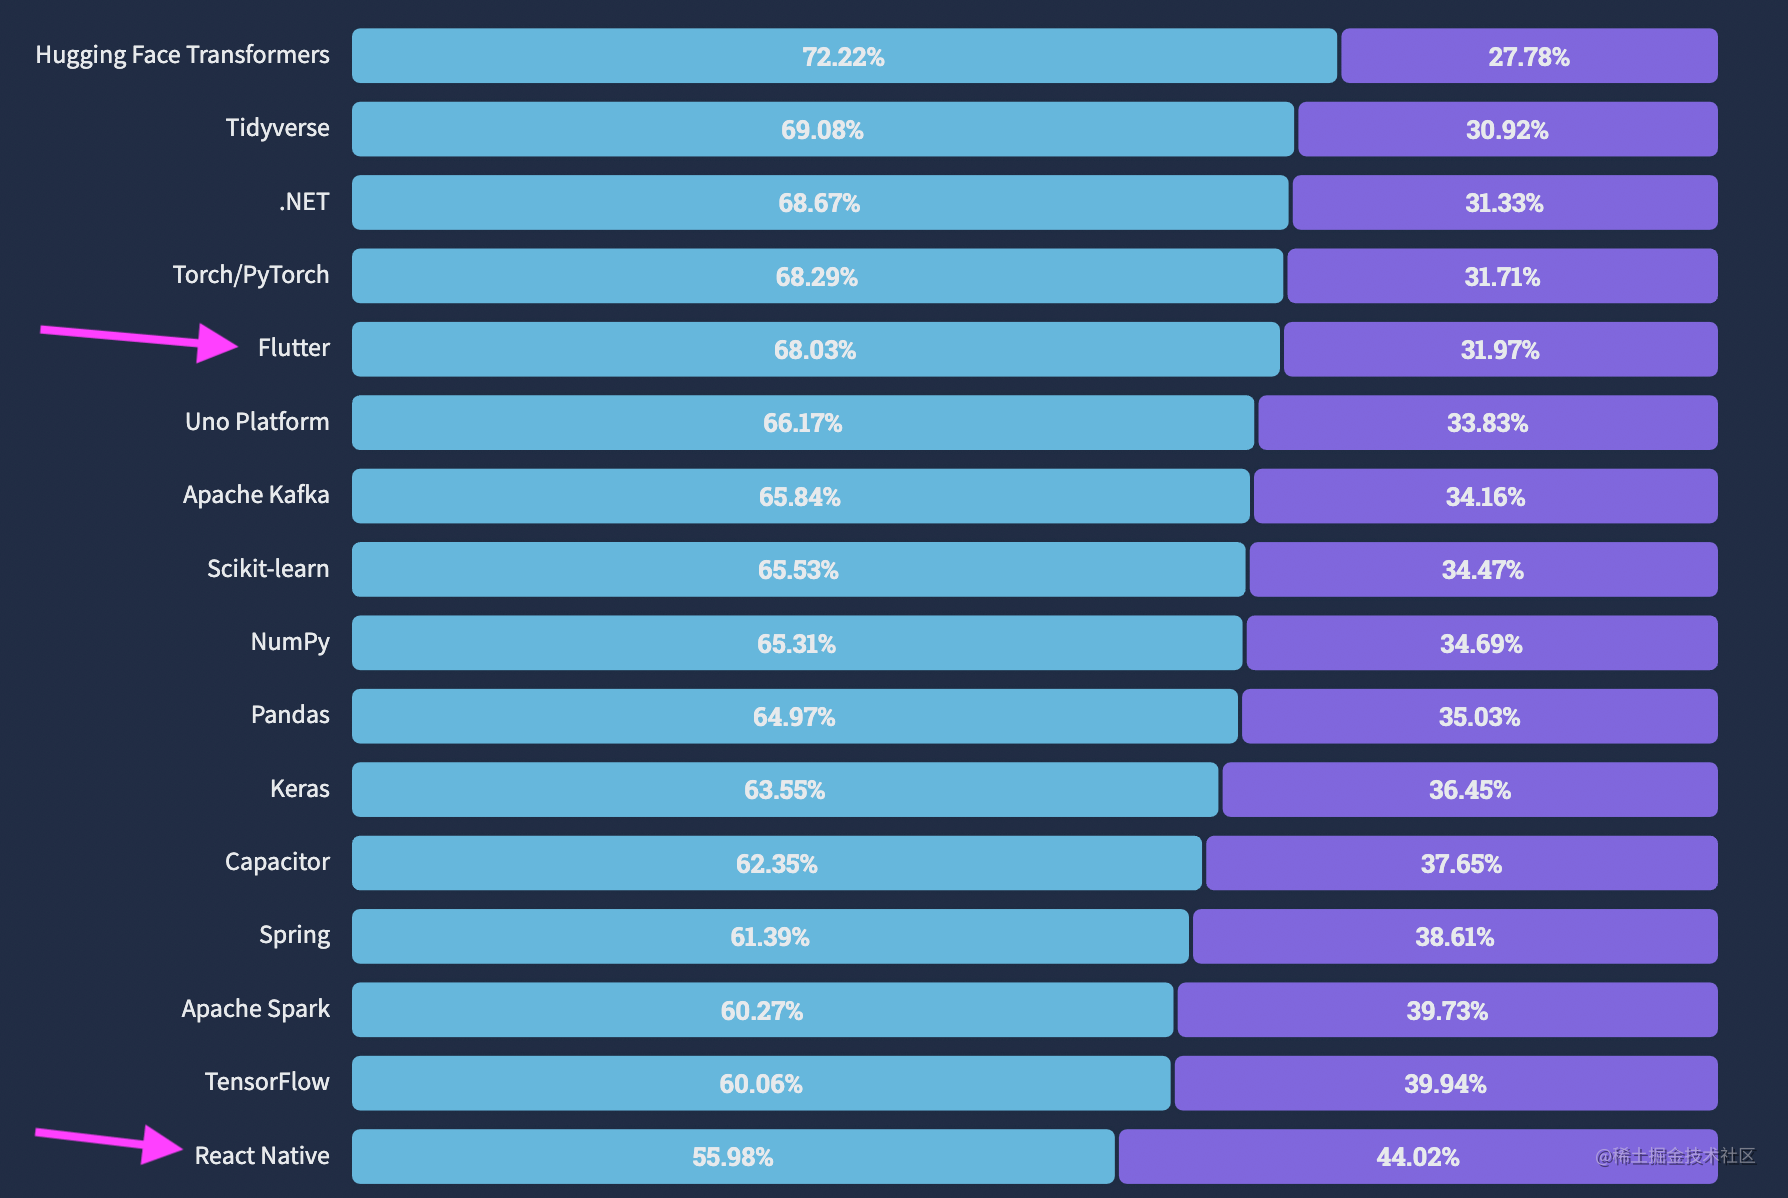 Hugging Face Transformers 72.22% 27.78%
Tidyverse 69.08% 30.92%
.NET 68.67% 31.33%
Torch/PyTorch 68.29% 31.71%
Flutter 68.03% 31.97%
Uno Platform 66.17% 33.83%
Apache Kafka 65.84% 34.16%
Scikit-learn 65.53% 34.47%
NumPy 65.31% 34.69%
Pandas 64.97% 35.03%
Keras 63.55% 36.45%
Capacitor 62.35% 37.65%
Spring 61.39% 38.61%
Apache Spark 60.27% 39.73%
TensorFlow 60.06% 39.94%
React Native 55.98% 44.02%
@稀土掘金技术社区